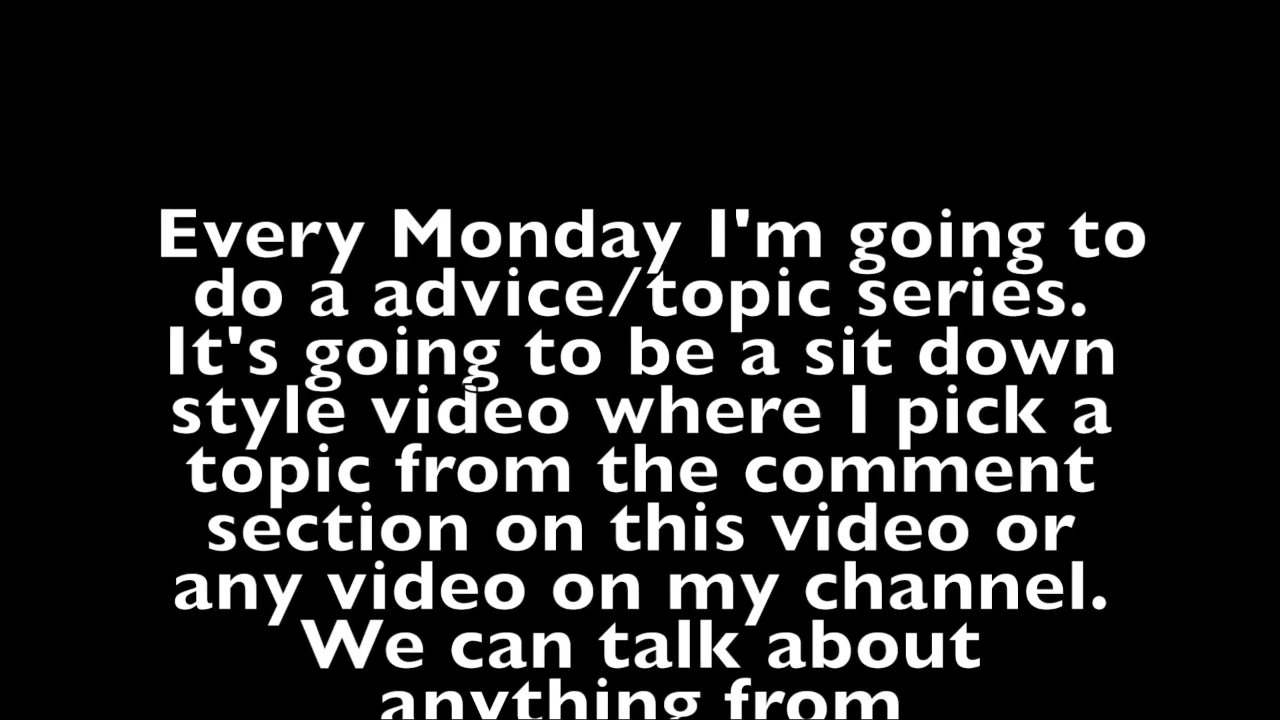 Every Monday I'm going to
do a advice/topic series.
It's going to be a sit down
style video where I pick a
topic from the comment
section on this video or
any video on my channel.
We can talk about
anything from